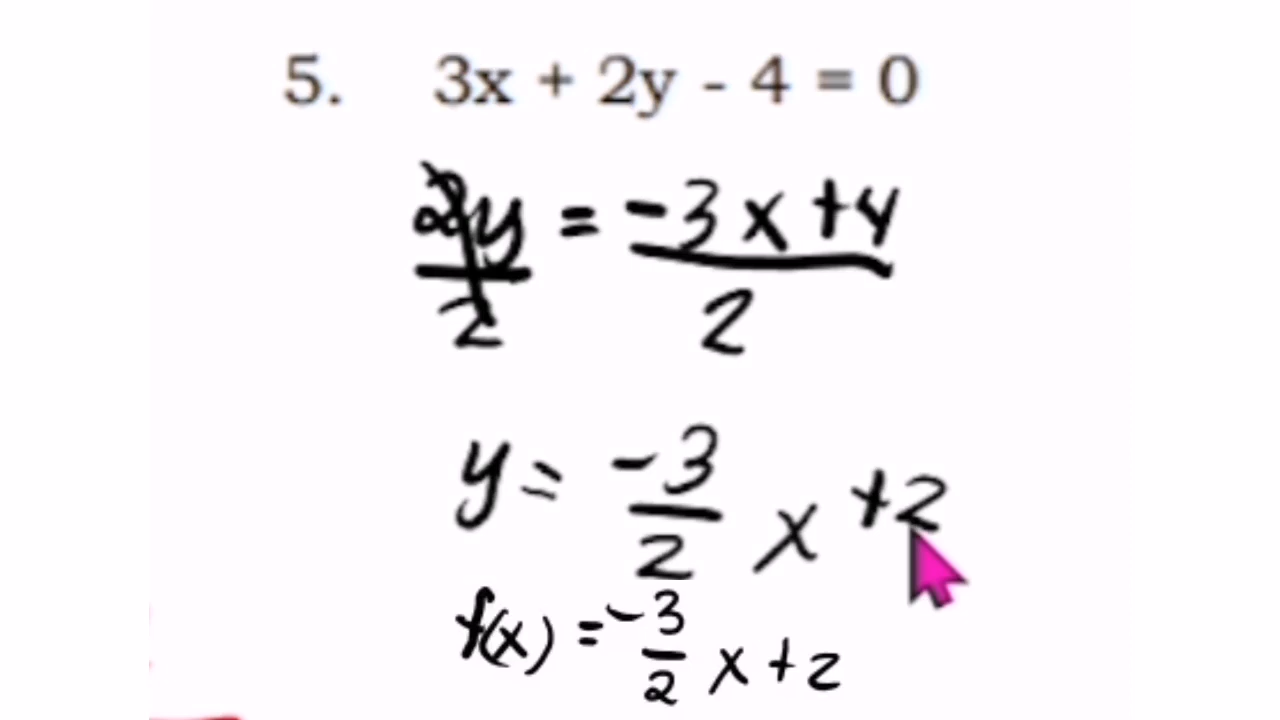 5. 3x + 2y - 4 = 0
2y/2 = -3x+4/2
y = -3/2 x +2
f(x) = -3/2 x + 2